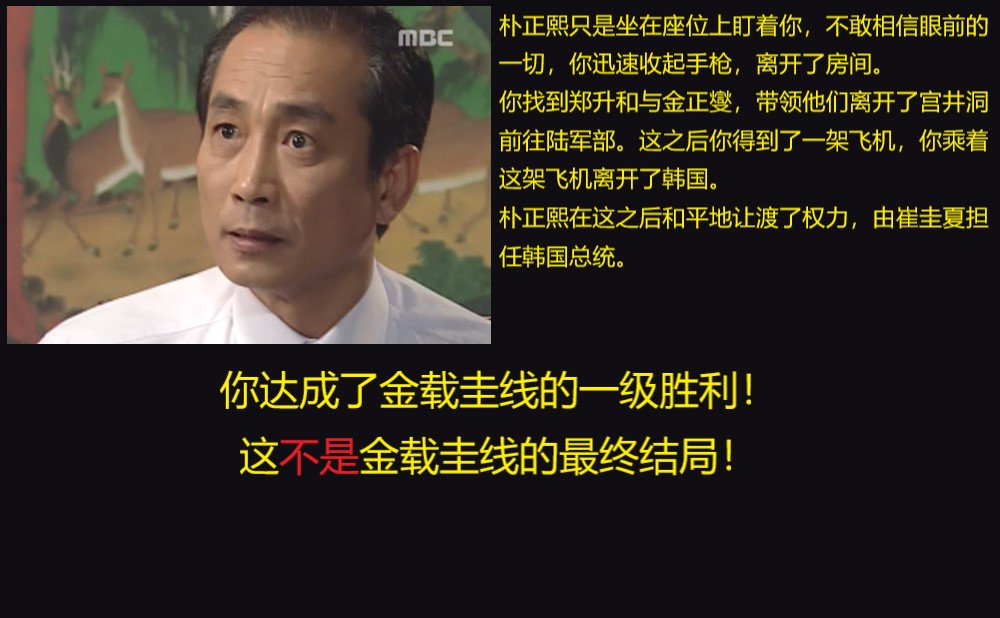 MBC
朴正熙只是坐在座位上盯着你，不敢相信眼前的
一切，你迅速收起手枪，离开了房间。
你找到郑升和与金正燮，带领他们离开了宫井洞
前往陆军部。这之后你得到了一架飞机，你乘着
这架飞机离开了韩国。
朴正熙在这之后和平地让渡了权力，由崔圭夏担
任韩国总统。
你达成了金载圭线的一级胜利！
这不是金载圭线的最终结局！